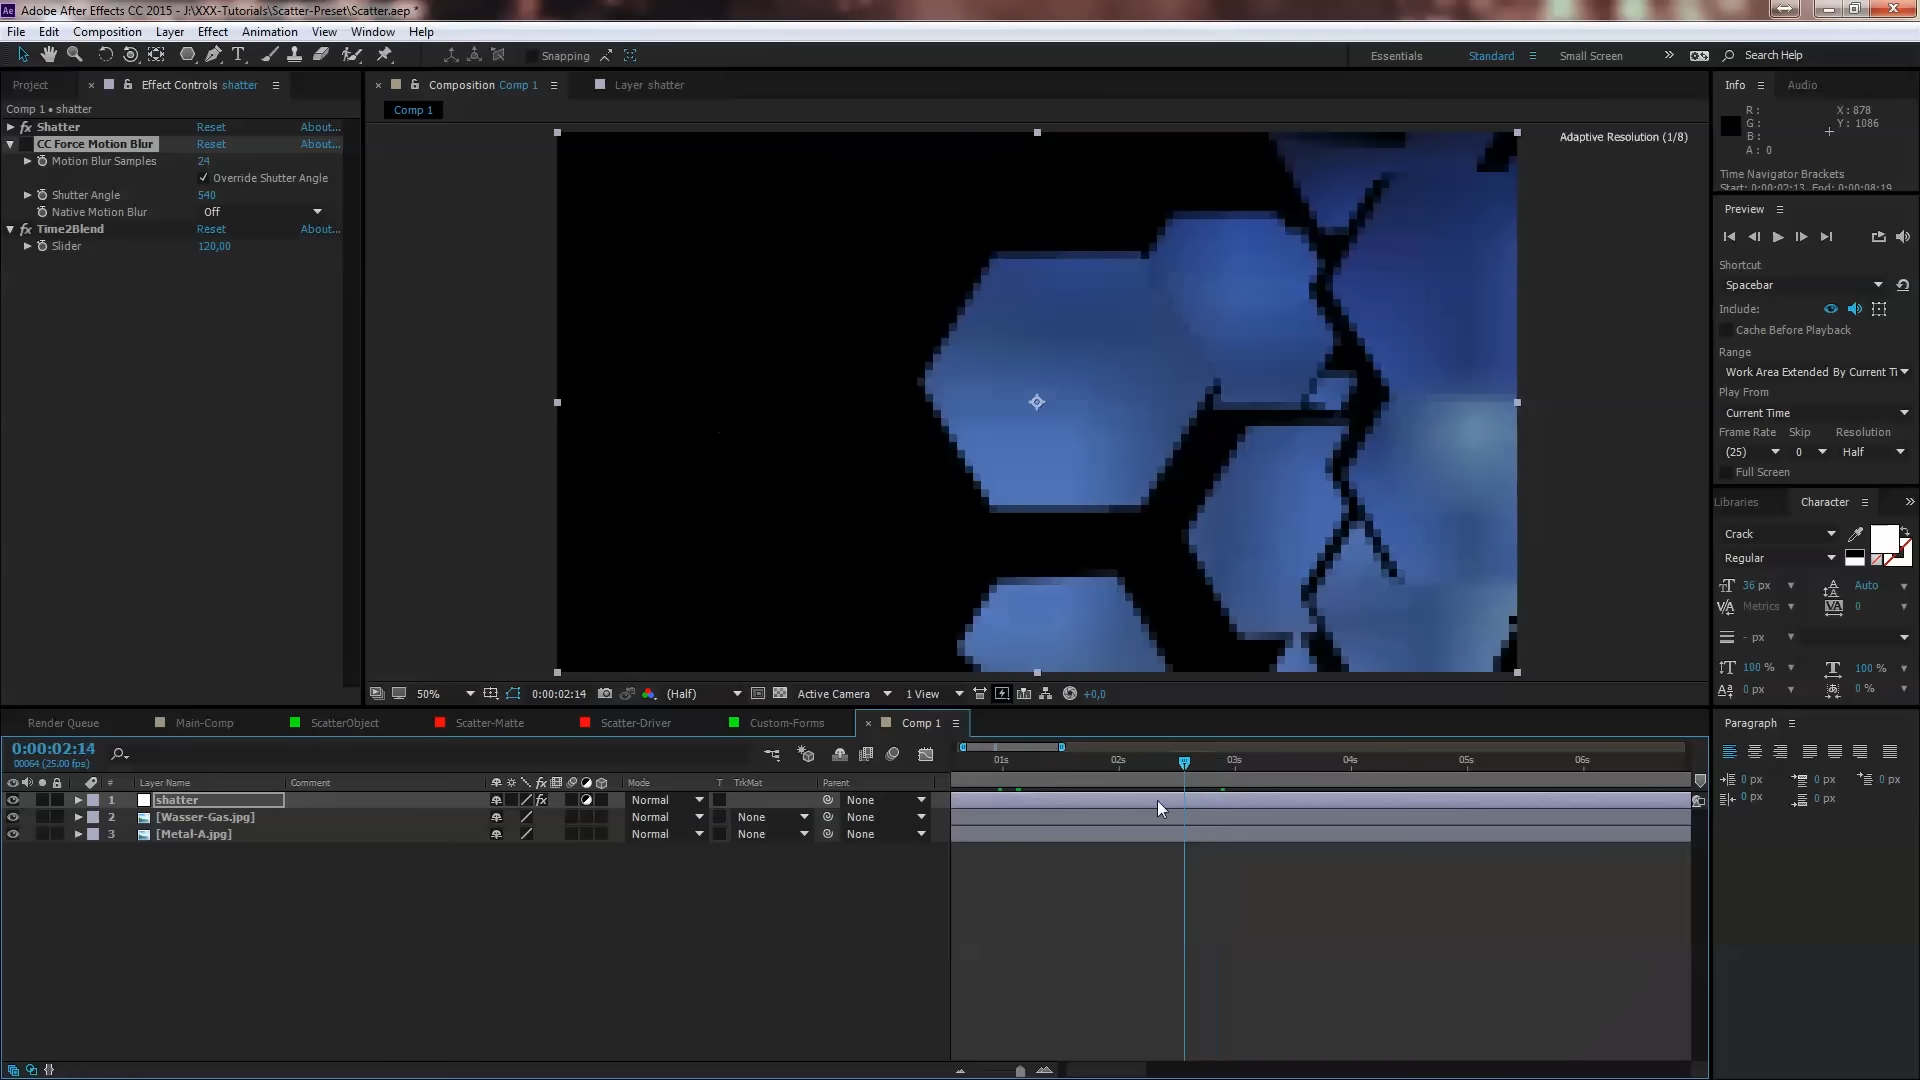 Adobe After Effects CC 2015 - J:\XXX-Tutorials\Scatter-Preset\Scatter.aep *
File Edit Composition Layer Effect Animation View Window Help
Snapping Essentials Standard Small Screen Search Help
Project Effect Controls shatter Composition Comp 1 Layer shatter Info Audio
Comp 1 • shatter
Comp 1
Shatter Reset About...
CC Force Motion Blur Reset About...
Motion Blur Samples 24
Override Shutter Angle
Shutter Angle 540
Native Motion Blur Off
Time2Blend Reset About...
Slider 120,00
Adaptive Resolution (1/8)
R: X: 878
G: Y: 1086
B:
A: 0
Time Navigator Brackets
Start: 0:00:02:13 End: 0:00:08:19
Preview
Shortcut
Spacebar
Include:
Cache Before Playback
Range
Work Area Extended By Current Ti
Play From
Current Time
Frame Rate Skip Resolution
(25) 0 Half
Full Screen
Libraries Character
Crack
Regular
36 px Auto
Metrics 0
- px
100 % 100 %
0 px 0 %
50% 0:00:02:14 (Half) Active Camera 1 View +0,0
Render Queue Main-Comp ScatterObject Scatter-Matte Scatter-Driver Custom-Forms Comp 1
Paragraph
0 px 0 px 0 px
0 px 0 px
0:00:02:14
00064 (25.00 fps)
01s 02s 03s 04s 05s 06s
# Layer Name Comment Mode T TrkMat Parent
1 shatter Normal None
2 [Wasser-Gas.jpg] Normal None None
3 [Metal-A.jpg] Normal None None